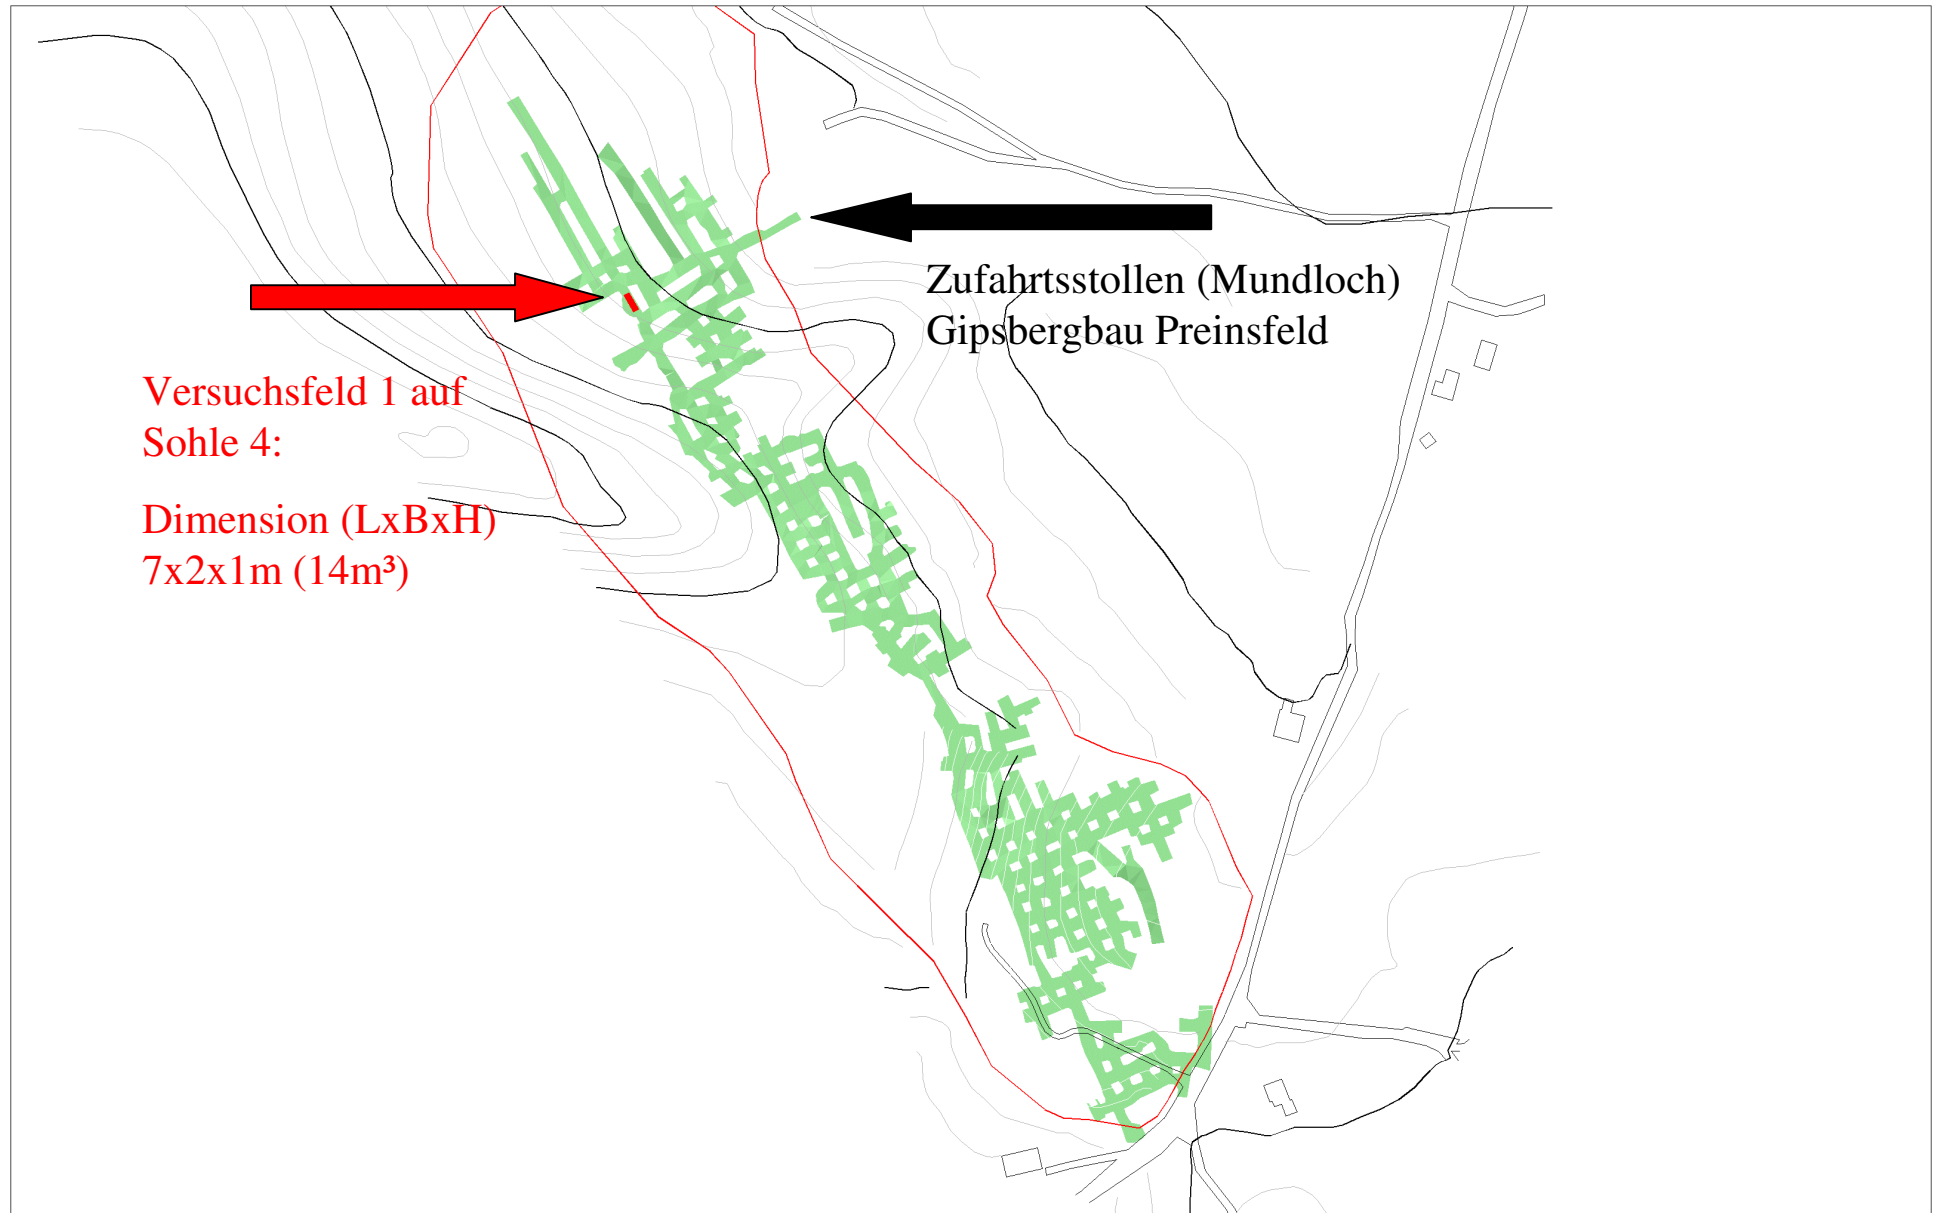 Zufahrtsstollen (Mundloch)
Gipsbergbau Preinsfeld
Versuchsfeld 1 auf
Sohle 4:
Dimension (LxBxH)
7x2x1m (14m³)